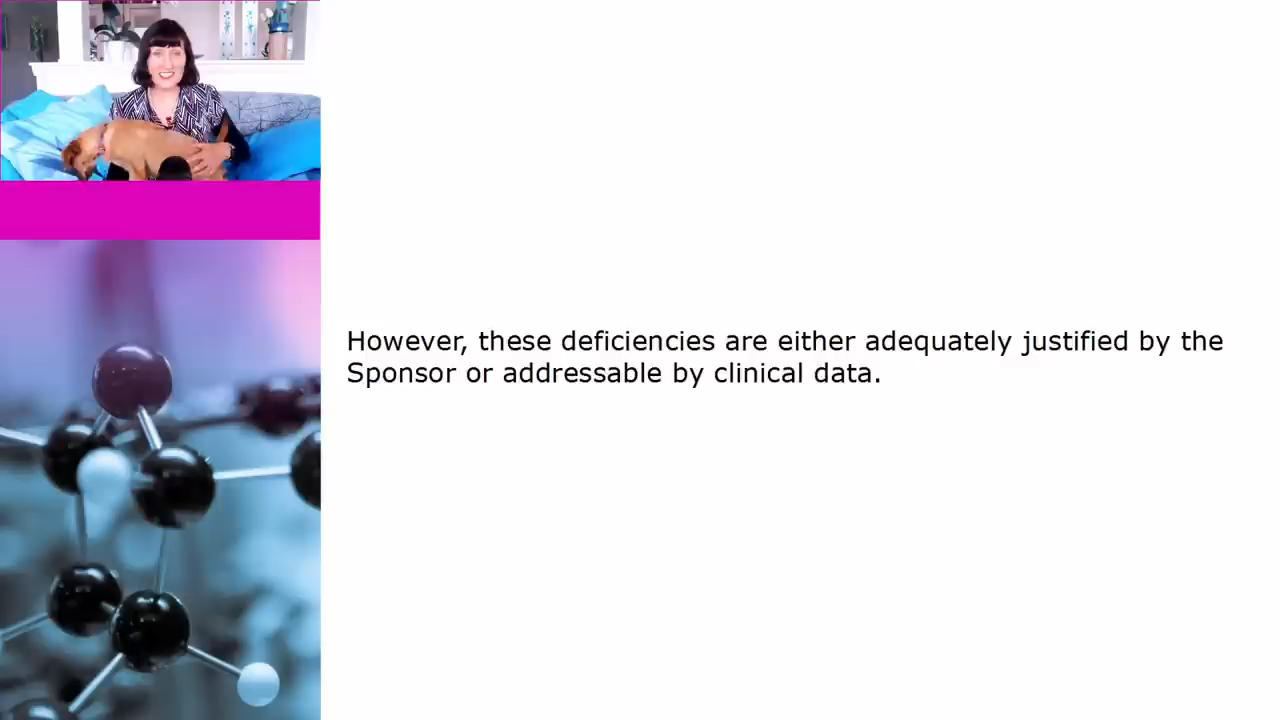 However, these deficiencies are either adequately justified by the
Sponsor or addressable by clinical data.